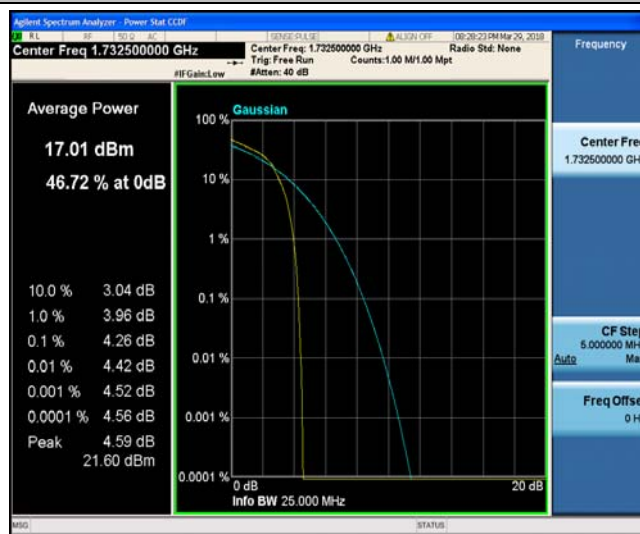 Agilent Spectrum Analyzer - Power Stat CCDF
RL RF 50 Ω AC SENSE:PULSE ALIGN OFF 08:28:23 PM Mar 29, 2018
Center Freq 1.732500000 GHz
Center Freq: 1.732500000 GHz Radio Std: None
Trig: Free Run Counts:1.00 M/1.00 Mpt
#IFGain:Low #Atten: 40 dB
Frequency
Average Power
17.01 dBm
46.72 % at 0dB
10.0 % 3.04 dB
1.0 % 3.96 dB
0.1 % 4.26 dB
0.01 % 4.42 dB
0.001 % 4.52 dB
0.0001 % 4.56 dB
Peak 4.59 dB
21.60 dBm
Gaussian
100 %
10 %
1 %
0.1 %
0.01 %
0.001 %
0.0001 %
0 dB 20 dB
Info BW 25.000 MHz
Center Fre
1.732500000 GH
CF Step
5.000000 MH
Auto Ma
Freq Offse
0 H
MSG STATUS